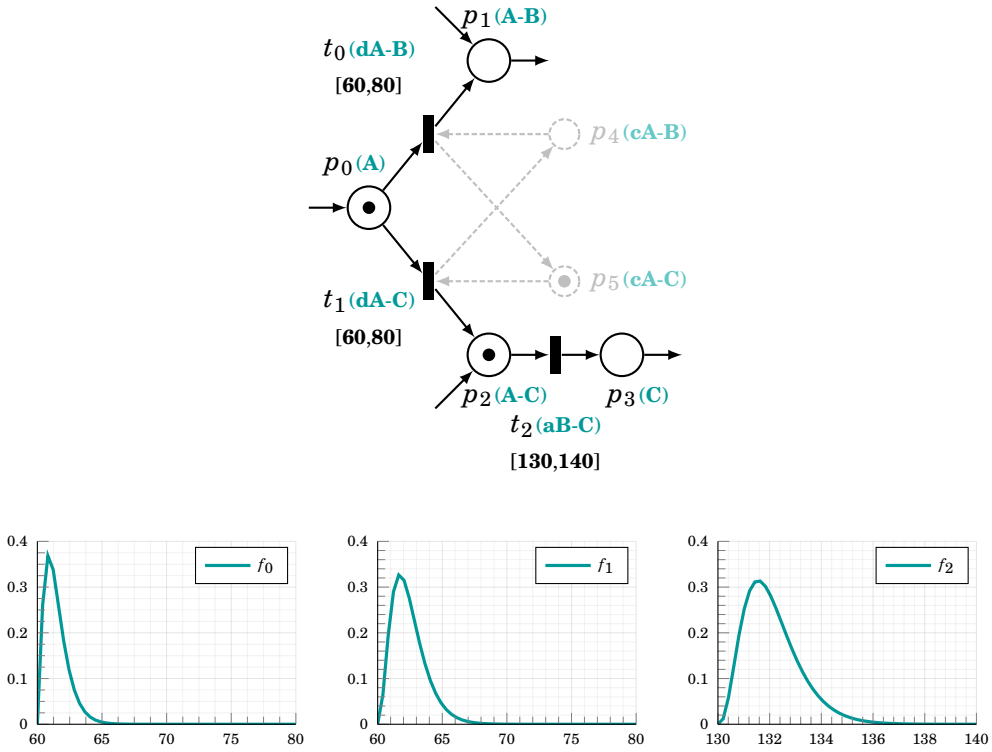 p1(A-B)
t0(dA-B)
[60,80]
p4(cA-B)
p0(A)
p5(cA-C)
t1(dA-C)
[60,80]
p2(A-C)
p3(C)
t2(aB-C)
[130,140]
0.4
0.3
0.2
0.1
0
60 65 70 75 80
f0
0.4
0.3
0.2
0.1
0
60 65 70 75 80
f1
0.4
0.3
0.2
0.1
0
130 132 134 136 138 140
f2